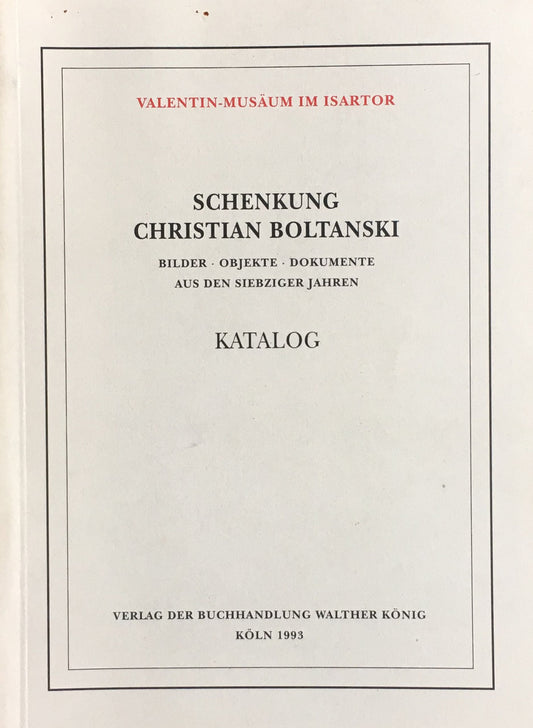 VALENTIN-MUSÄUM IM ISARTOR
SCHENKUNG
CHRISTIAN BOLTANSKI
BILDER · OBJEKTE · DOKUMENTE
AUS DEN SIEBZIGER JAHREN
KATALOG
VERLAG DER BUCHHANDLUNG WALTHER KÖNIG
KÖLN 1993